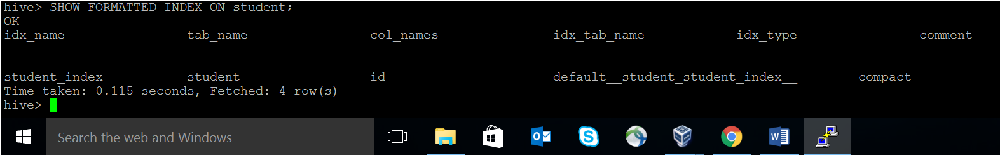 hive> SHOW FORMATTED INDEX ON student;
OK
idx_name tab_name col_names idx_tab_name idx_type comment
student_index student id default__student_student_index__ compact
Time taken: 0.115 seconds, Fetched: 4 row(s)
hive>
Search the web and Windows